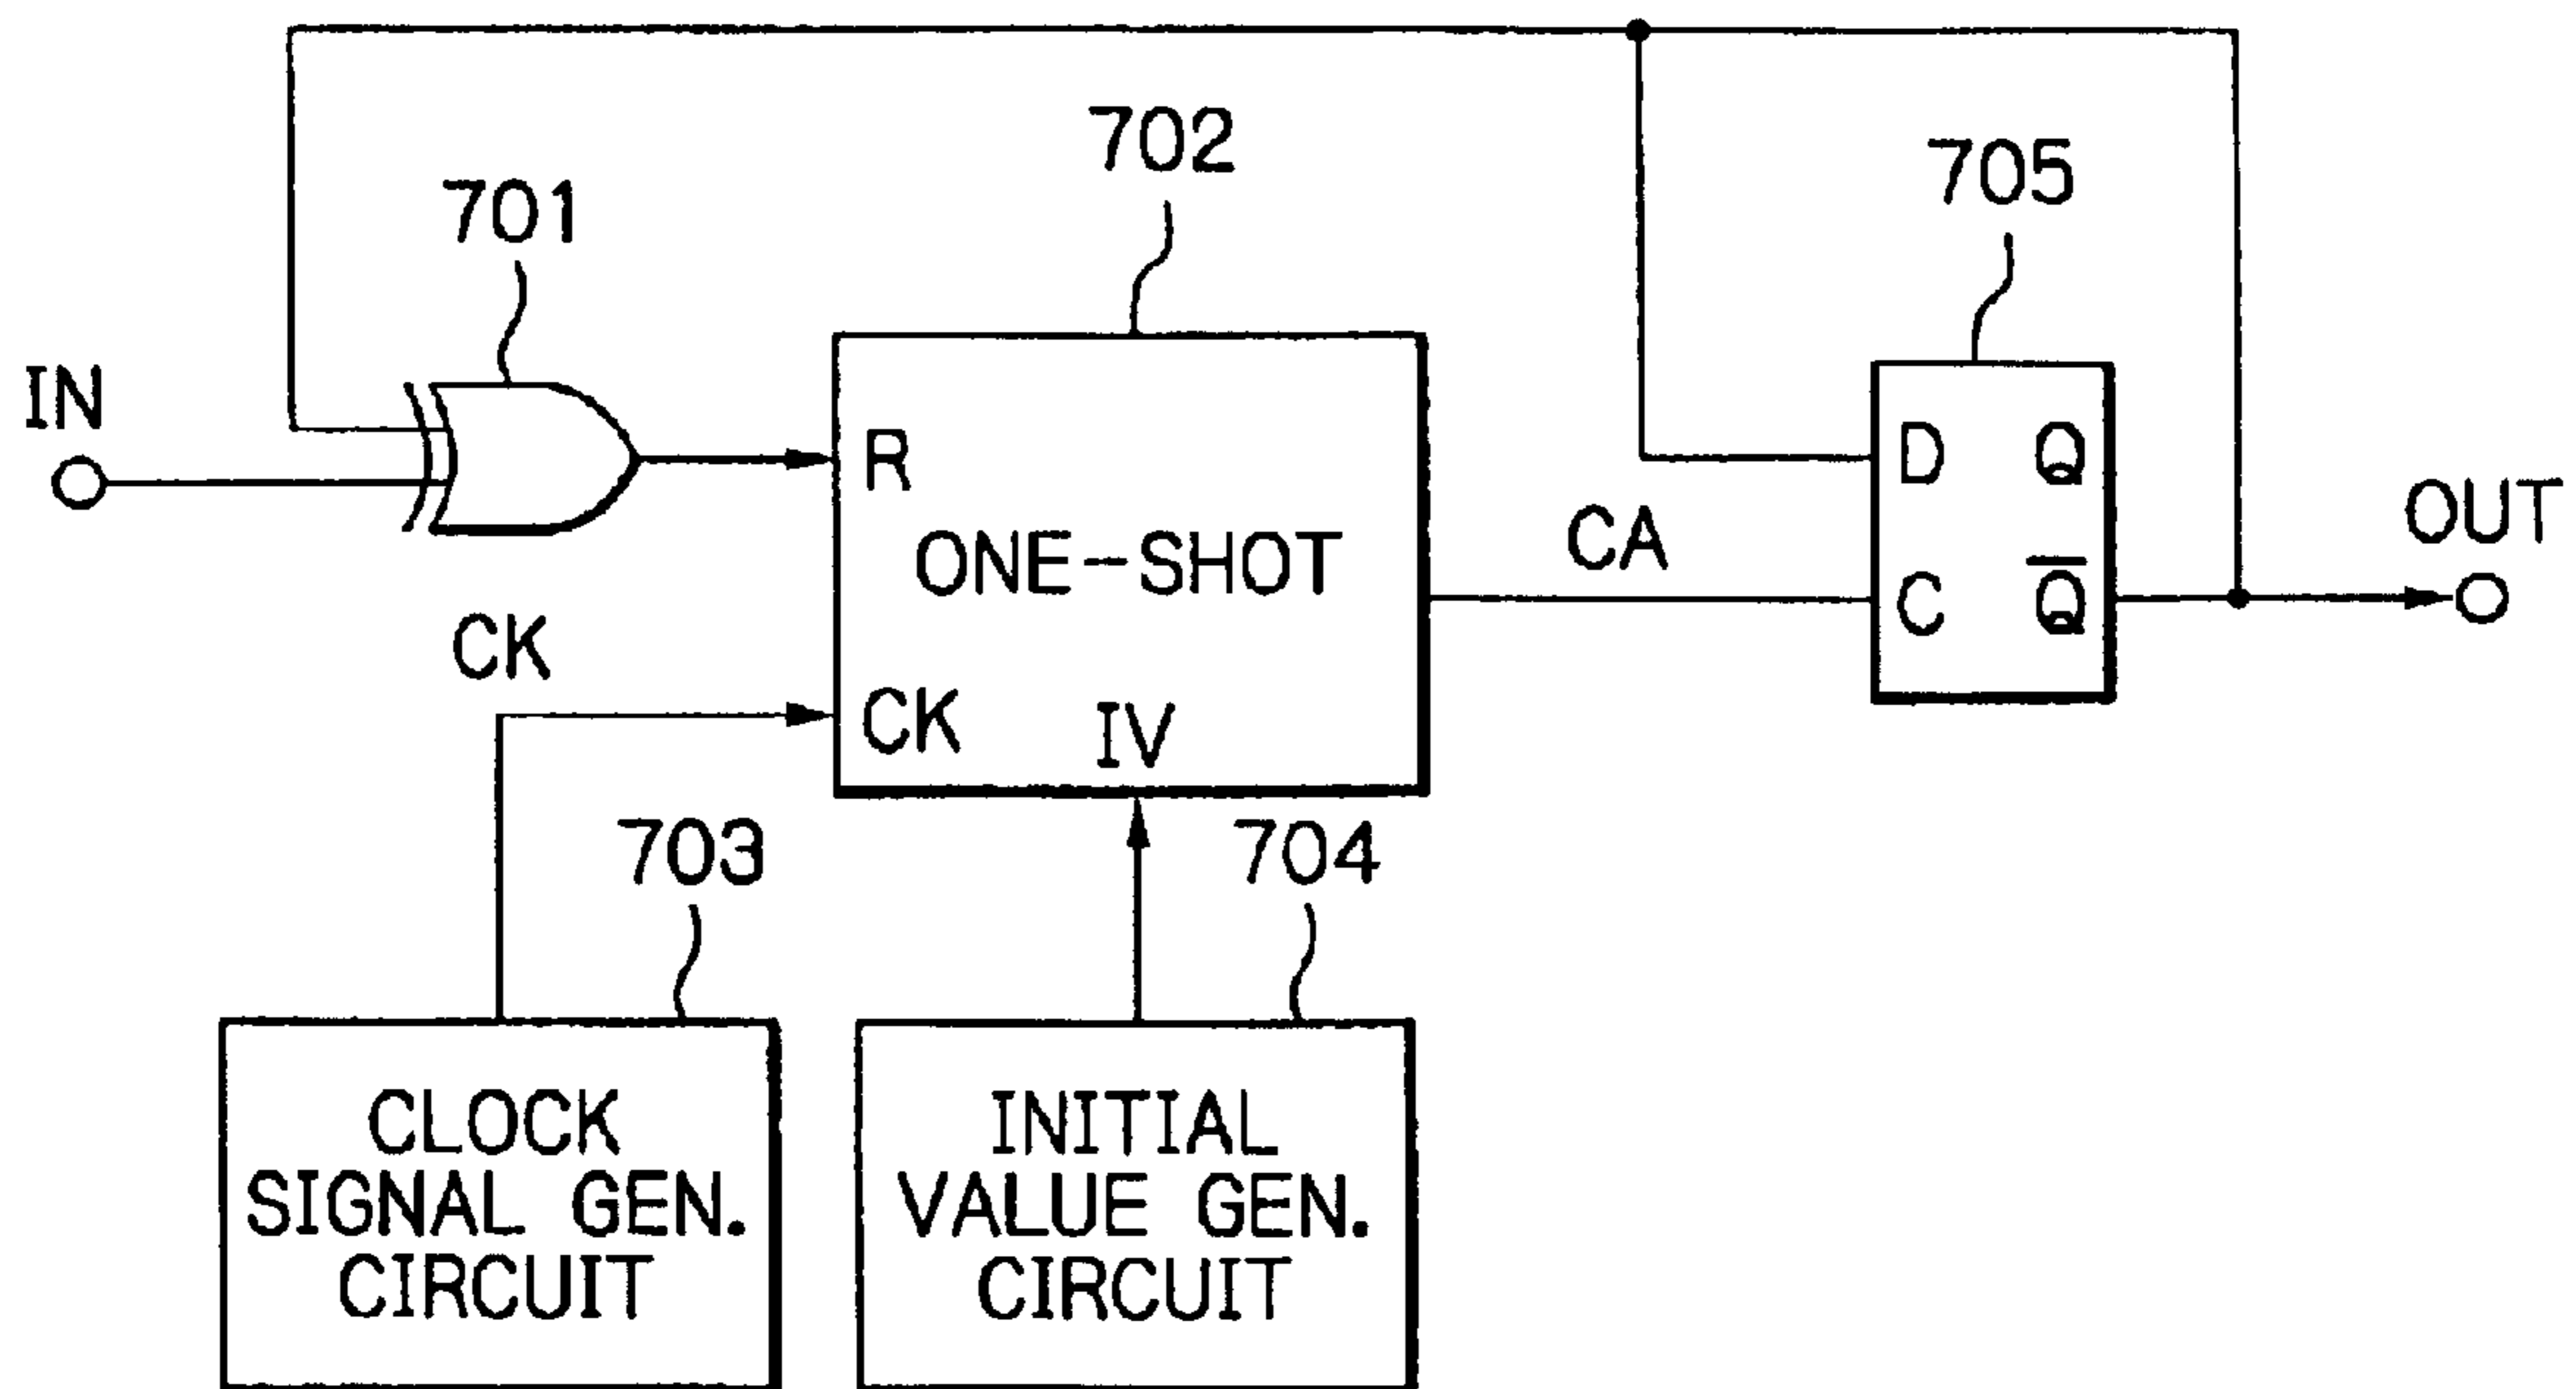 702
705
701
IN
R
D Q
ONE-SHOT
CA
OUT
CK
C Q̅
CK
IV
703
704
CLOCK
SIGNAL GEN.
CIRCUIT
INITIAL
VALUE GEN.
CIRCUIT